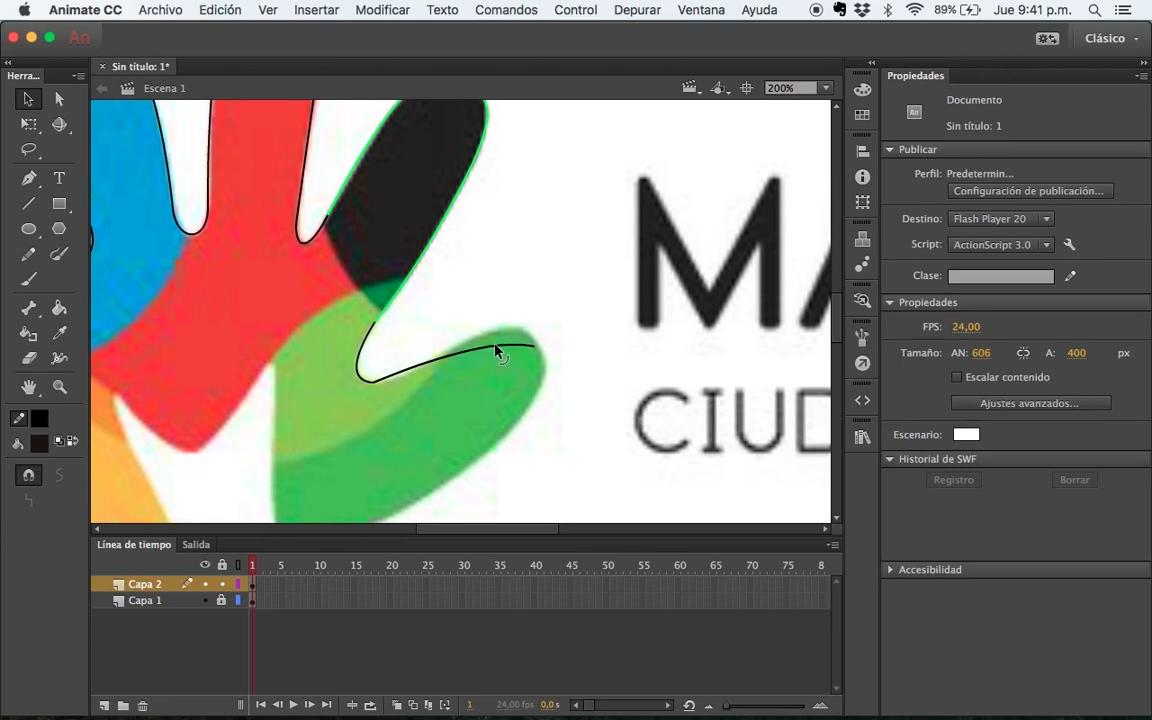 Animate CC Archivo Edición Ver Insertar Modificar Texto Comandos Control Depurar Ventana Ayuda 89% Jue 9:41 p.m.
An Clásico
Herra... Sin título: 1* Propiedades
Escena 1 200%
Documento
An
Sin título: 1
Publicar
Perfil: Predetermin...
Configuración de publicación...
Destino: Flash Player 20
Script: ActionScript 3.0
Clase:
Propiedades
FPS: 24,00
Tamaño: AN: 606 A: 400 px
Escalar contenido
Ajustes avanzados...
Escenario:
Historial de SWF
Registro Borrar
Accesibilidad
MA
CIUD
Línea de tiempo Salida
1 5 10 15 20 25 30 35 40 45 50 55 60 65 70 75 8
Capa 2
Capa 1
1 24,00 fps 0,0 s